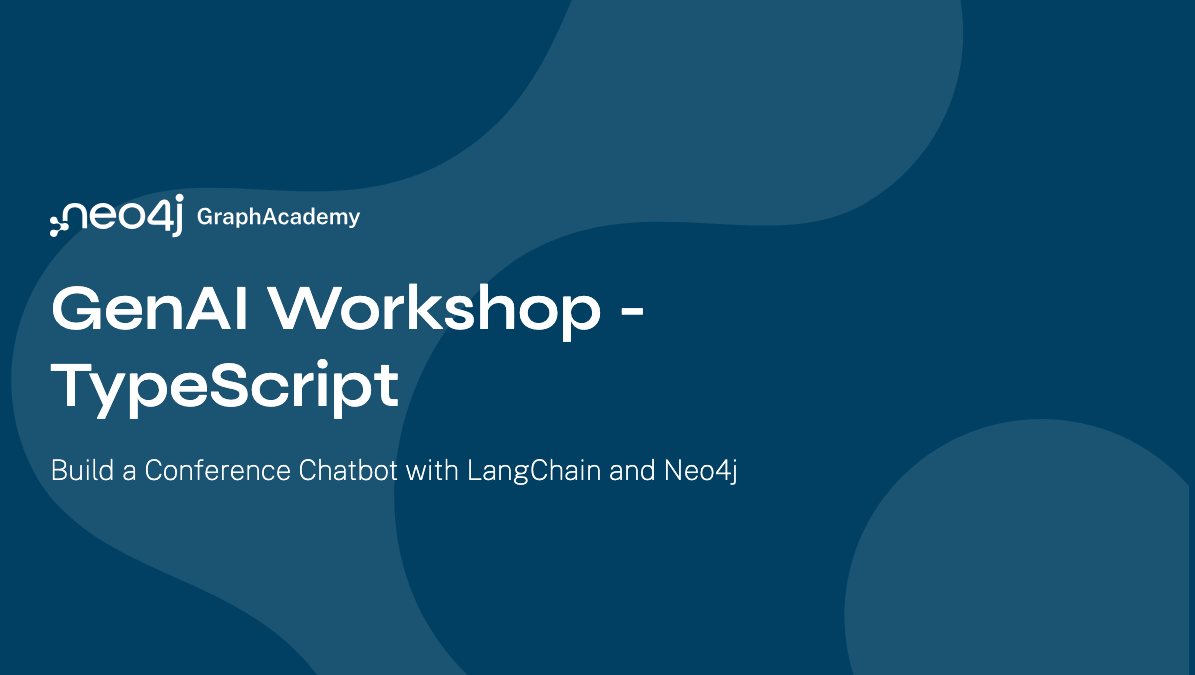 neo4j GraphAcademy
GenAI Workshop -
TypeScript
Build a Conference Chatbot with LangChain and Neo4j